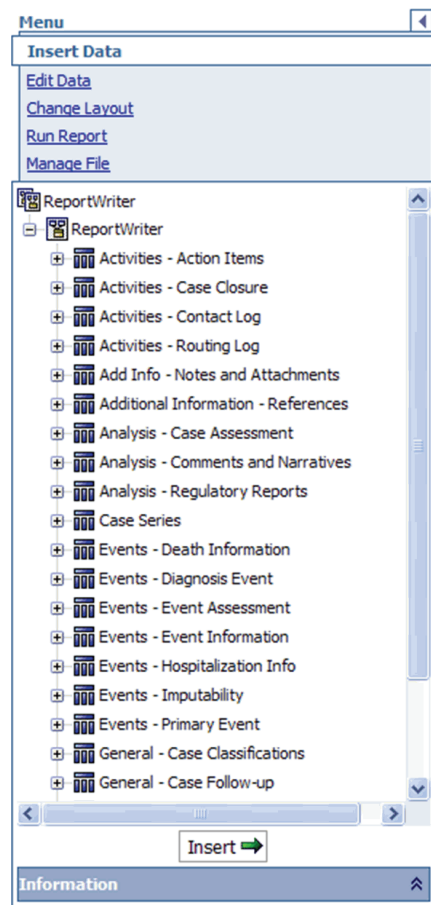 Menu
Insert Data
Edit Data
Change Layout
Run Report
Manage File
ReportWriter
ReportWriter
Activities - Action Items
Activities - Case Closure
Activities - Contact Log
Activities - Routing Log
Add Info - Notes and Attachments
Additional Information - References
Analysis - Case Assessment
Analysis - Comments and Narratives
Analysis - Regulatory Reports
Case Series
Events - Death Information
Events - Diagnosis Event
Events - Event Assessment
Events - Event Information
Events - Hospitalization Info
Events - Imputability
Events - Primary Event
General - Case Classifications
General - Case Follow-up
Insert
Information